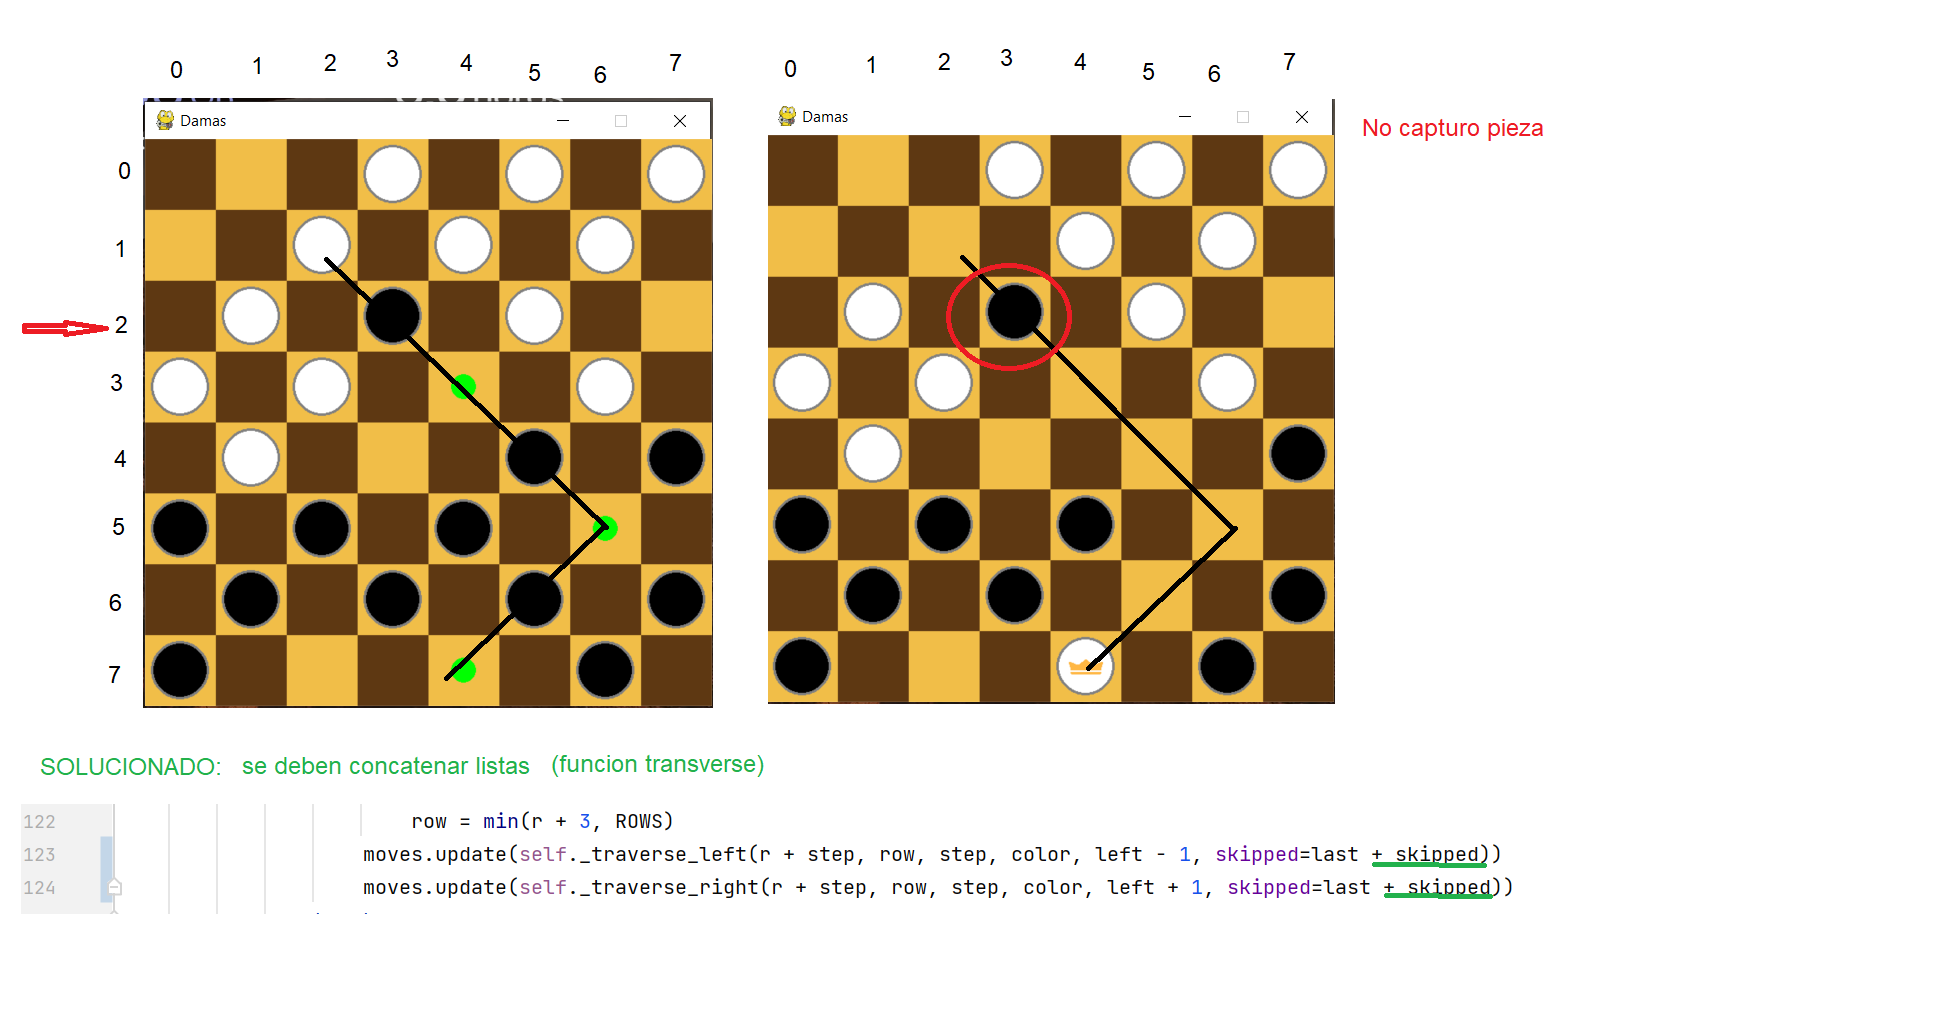 0 1 2 3 4 5 6 7
0 1 2 3 4 5 6 7
Damas
Damas
No capturo pieza
0
1
2
3
4
5
6
7
SOLUCIONADO: se deben concatenar listas (funcion transverse)
122 row = min(r + 3, ROWS)
123 moves.update(self._traverse_left(r + step, row, step, color, left - 1, skipped=last + skipped))
124 moves.update(self._traverse_right(r + step, row, step, color, left + 1, skipped=last + skipped))